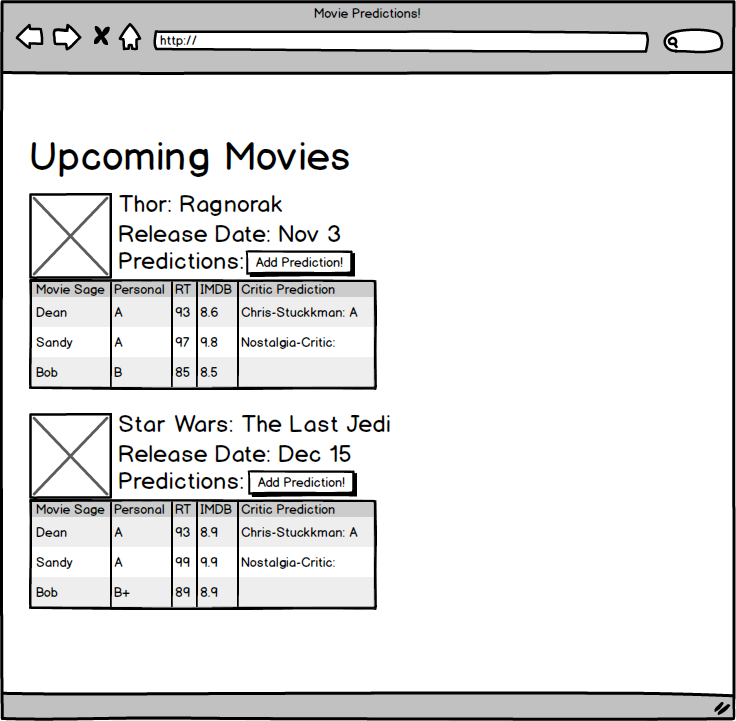 Movie Predictions!
http://
Upcoming Movies
Thor: Ragnorak
Release Date: Nov 3
Predictions: Add Prediction!
Movie Sage Personal RT IMDB Critic Prediction
Dean A 93 8.6 Chris-Stuckkman: A
Sandy A 97 9.8 Nostalgia-Critic:
Bob B 85 8.5
Star Wars: The Last Jedi
Release Date: Dec 15
Predictions: Add Prediction!
Movie Sage Personal RT IMDB Critic Prediction
Dean A 93 8.9 Chris-Stuckkman: A
Sandy A 99 9.9 Nostalgia-Critic:
Bob B+ 89 8.9